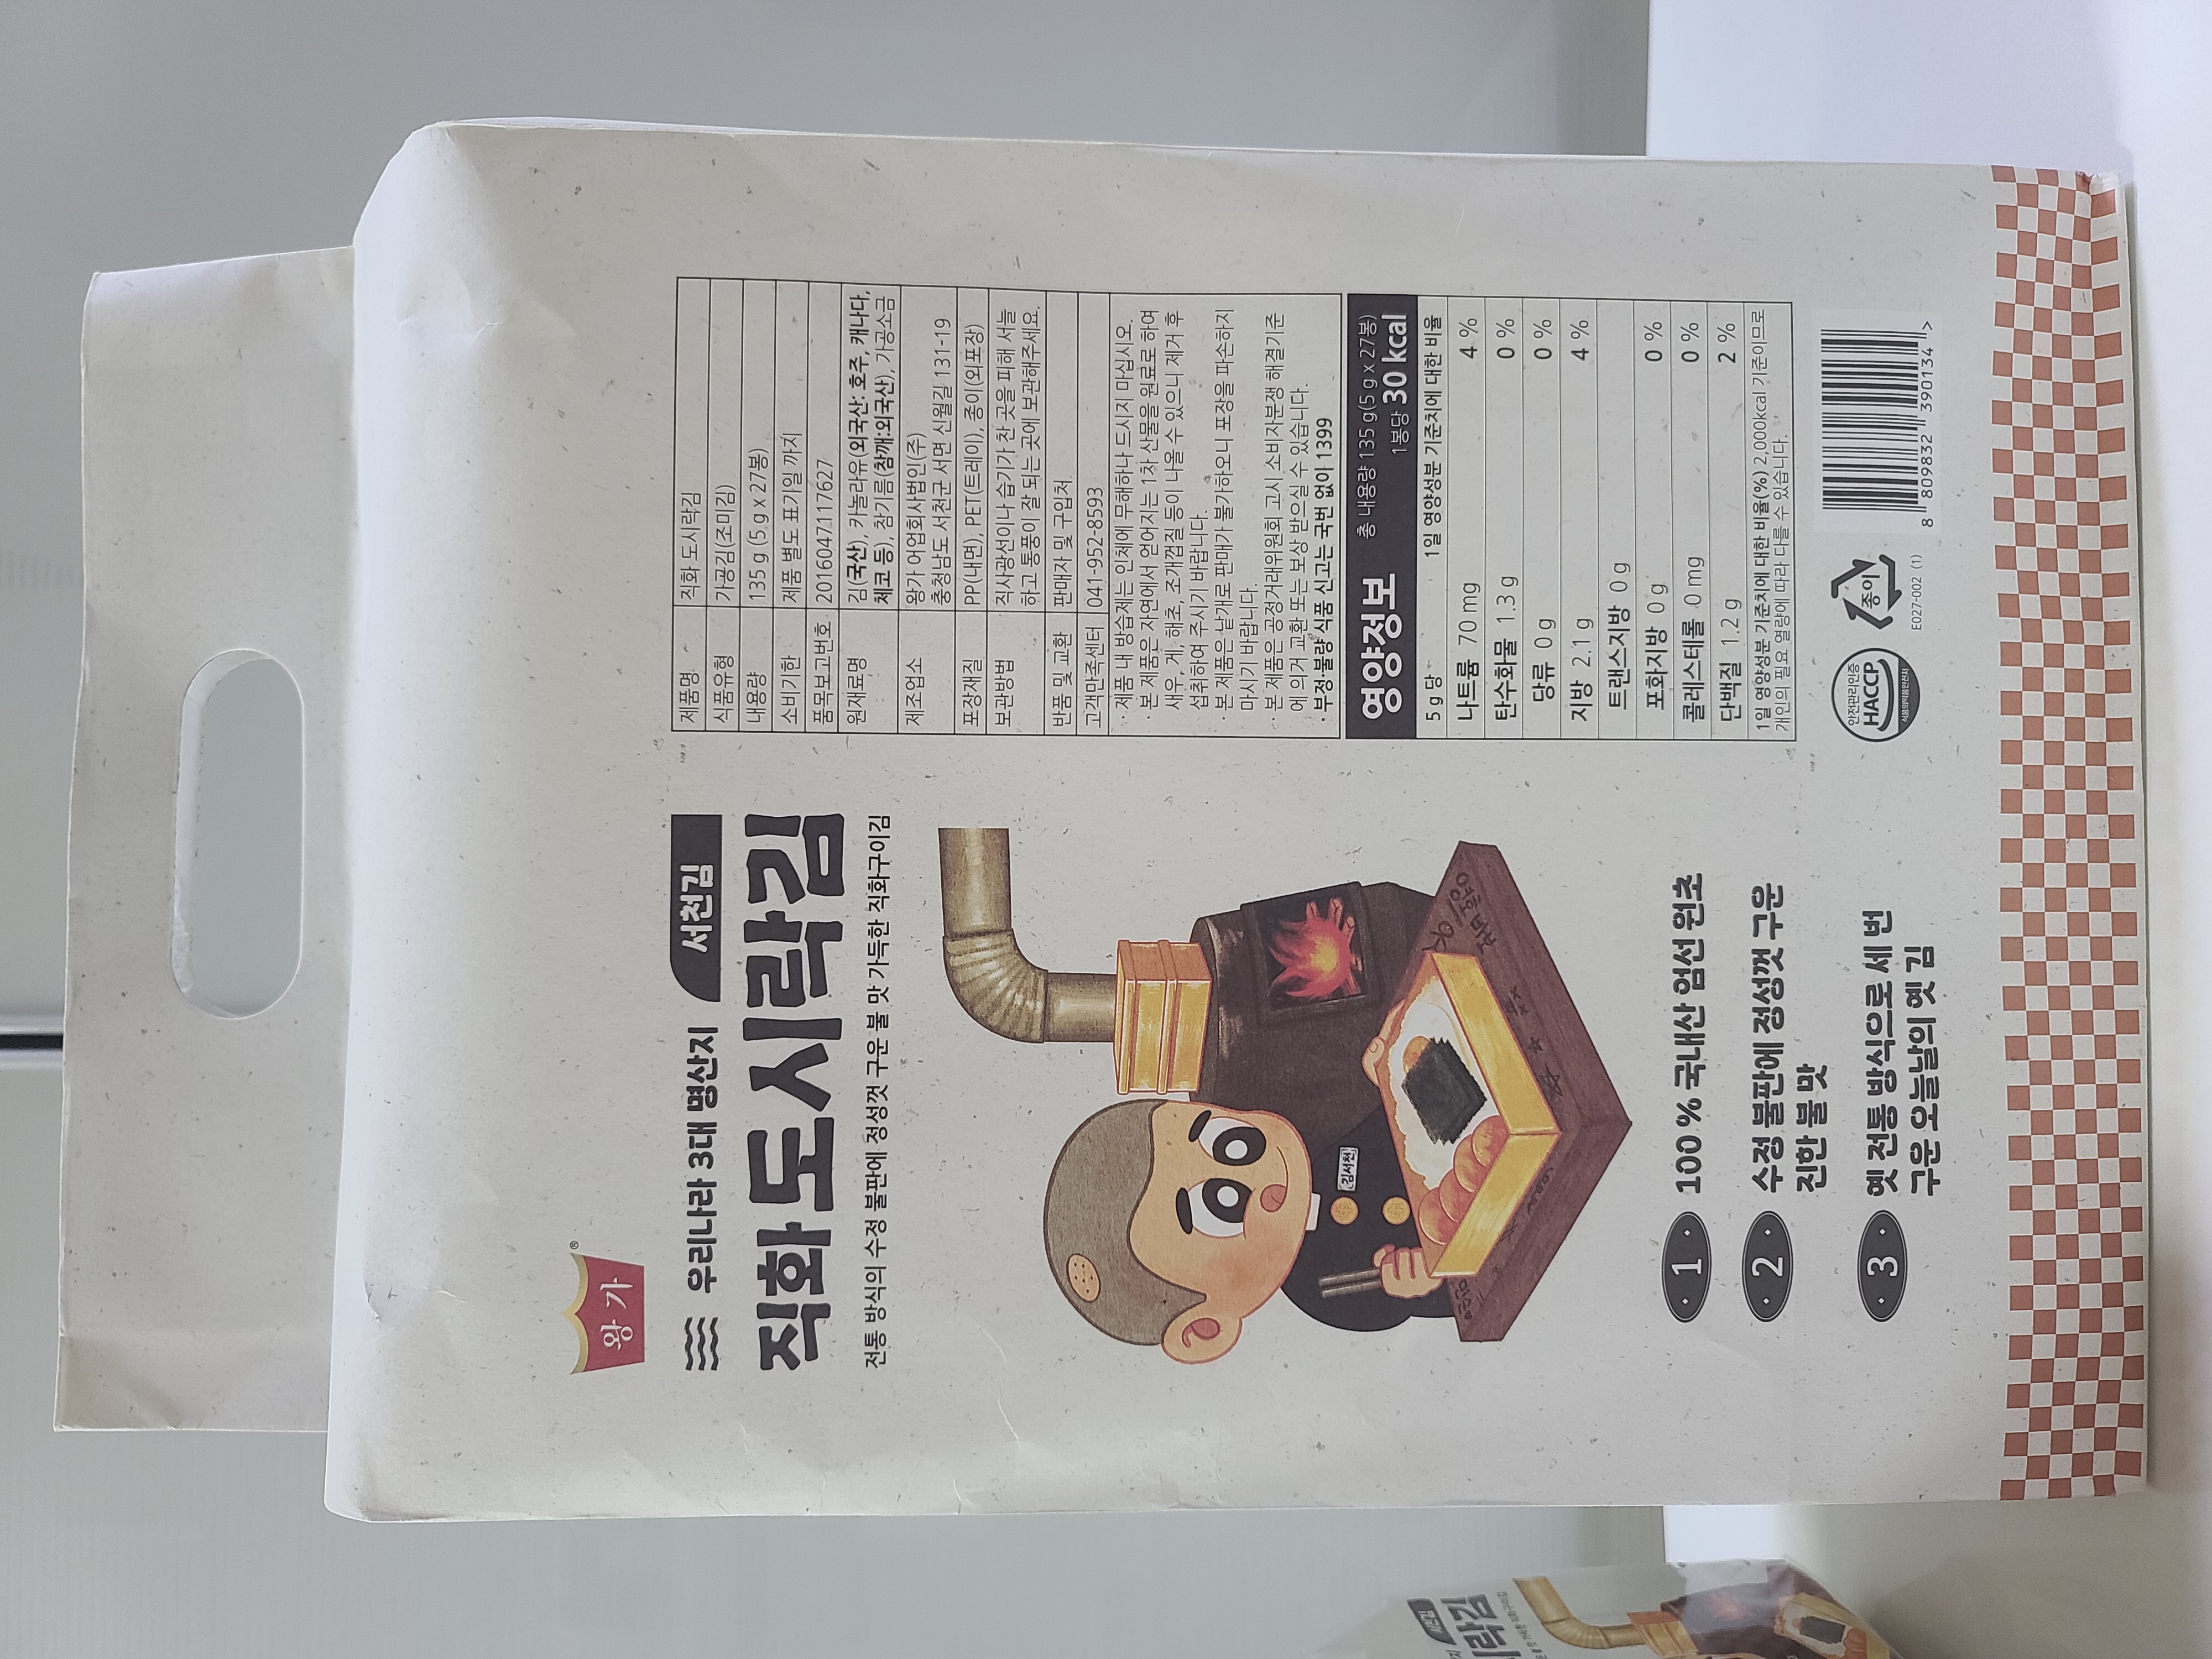 왕가®
우리나라 3대 명산지 서천김
직화 도시락김
전통 방식의 수정 불판에 정성껏 구운 불 맛 가득한 직화구이김
김서천
1 100 % 국내산 엄선 원초
2 수정 불판에 정성껏 구운
진한 불 맛
3 옛 전통 방식으로 세 번
구운 오늘날의 옛 김
제품명 직화 도시락김
식품유형 가공김(조미김)
내용량 135 g (5 g x 27봉)
소비기한 제품 별도 표기일 까지
품목보고번호 20160471117627
원재료명 김(국산), 카놀라유(외국산: 호주, 캐나다,
체코 등), 참기름(참깨:외국산), 가공소금
제조업소 왕가 어업회사법인(주)
충청남도 서천군 서면 신월길 131-19
포장재질 PP(내면), PET(트레이), 종이(외포장)
보관방법 직사광선이나 습기가 찬 곳을 피해 서늘
하고 통풍이 잘 되는 곳에 보관해주세요.
반품 및 교환 판매자 및 구입처
고객만족센터 041-952-8593
· 제품 내 방습제는 인체에 무해하나 드시지 마십시오.
· 본 제품은 자연에서 얻어지는 1차 산물을 원료로 하여
새우, 게, 해초, 조개껍질 등이 나올 수 있으니 제거 후
섭취하여 주시기 바랍니다.
· 본 제품은 낱개로 판매가 불가하오니 포장을 파손하지
마시기 바랍니다.
· 본 제품은 공정거래위원회 고시 소비자분쟁 해결기준
에 의거 교환 또는 보상 받으실 수 있습니다.
· 부정·불량 식품 신고는 국번 없이 1399
영양정보 총 내용량 135 g(5 g x 27봉)
1봉당 30 kcal
5 g 당 1일 영양성분 기준치에 대한 비율
나트륨 70 mg 4 %
탄수화물 1.3 g 0 %
당류 0 g 0 %
지방 2.1 g 4 %
트랜스지방 0 g
포화지방 0 g 0 %
콜레스테롤 0 mg 0 %
단백질 1.2 g 2 %
1일 영양성분 기준치에 대한 비율(%) 2,000kcal 기준이므로
개인의 필요 열량에 따라 다를 수 있습니다.
안전관리인증
HACCP
식품의약품안전처
종이
E027-002 (1)
8 809832 390134 >
서천김
락김